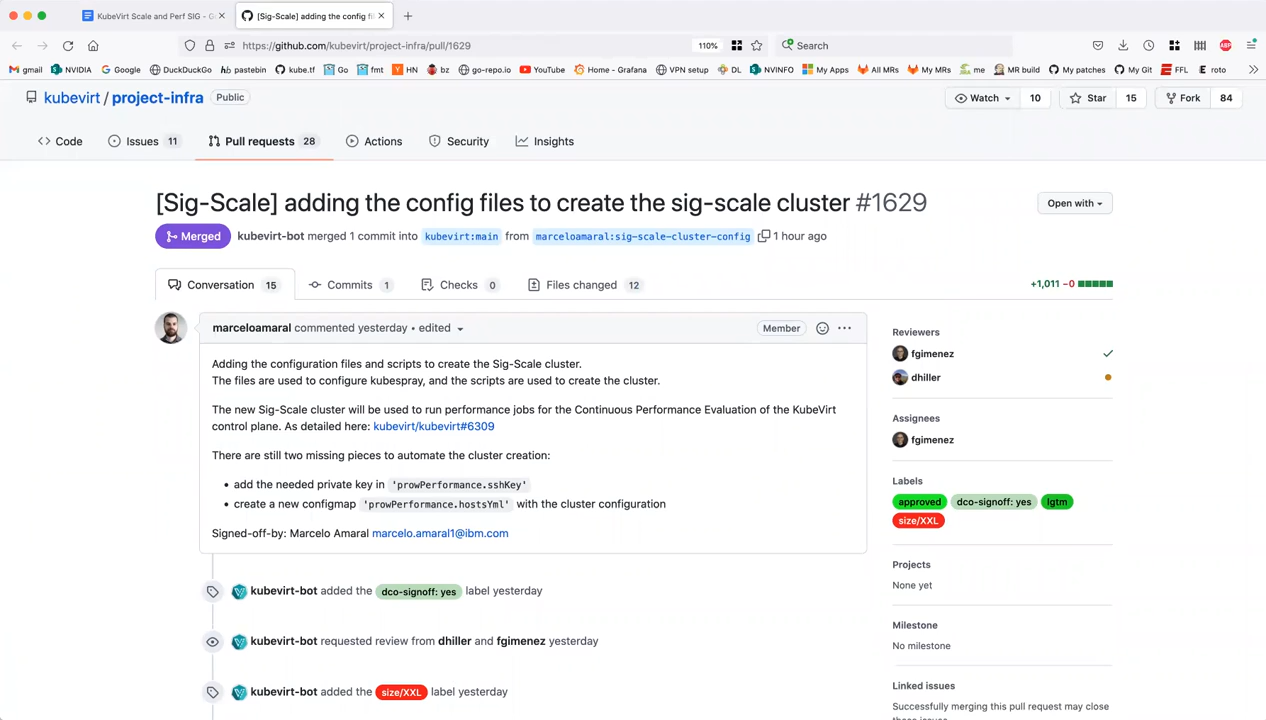 KubeVirt Scale and Perf SIG - G
[Sig-Scale] adding the config fi
https://github.com/kubevirt/project-infra/pull/1629
110%
Search
gmail
NVIDIA
Google
DuckDuckGo
hb pastebin
kube.tf
Go
fmt
HN
bz
go-repo.io
YouTube
Home - Grafana
VPN setup
DL
NVINFO
My Apps
All MRs
My MRs
me
MR build
My patches
My Git
FFL
roto
kubevirt / project-infra
Public
Watch
10
Star
15
Fork
84
Code
Issues 11
Pull requests 28
Actions
Security
Insights
[Sig-Scale] adding the config files to create the sig-scale cluster #1629
Open with
Merged
kubevirt-bot merged 1 commit into kubevirt:main from marceloamaral:sig-scale-cluster-config 1 hour ago
Conversation 15
Commits 1
Checks 0
Files changed 12
+1,011 −0
marceloamaral commented yesterday • edited
Member
Adding the configuration files and scripts to create the Sig-Scale cluster.
The files are used to configure kubespray, and the scripts are used to create the cluster.
The new Sig-Scale cluster will be used to run performance jobs for the Continuous Performance Evaluation of the KubeVirt
control plane. As detailed here: kubevirt/kubevirt#6309
There are still two missing pieces to automate the cluster creation:
• add the needed private key in 'prowPerformance.sshKey'
• create a new configmap 'prowPerformance.hostsYml' with the cluster configuration
Signed-off-by: Marcelo Amaral marcelo.amaral1@ibm.com
kubevirt-bot added the dco-signoff: yes label yesterday
kubevirt-bot requested review from dhiller and fgimenez yesterday
kubevirt-bot added the size/XXL label yesterday
Reviewers
fgimenez
dhiller
Assignees
fgimenez
Labels
approved
dco-signoff: yes
lgtm
size/XXL
Projects
None yet
Milestone
No milestone
Linked issues
Successfully merging this pull request may close